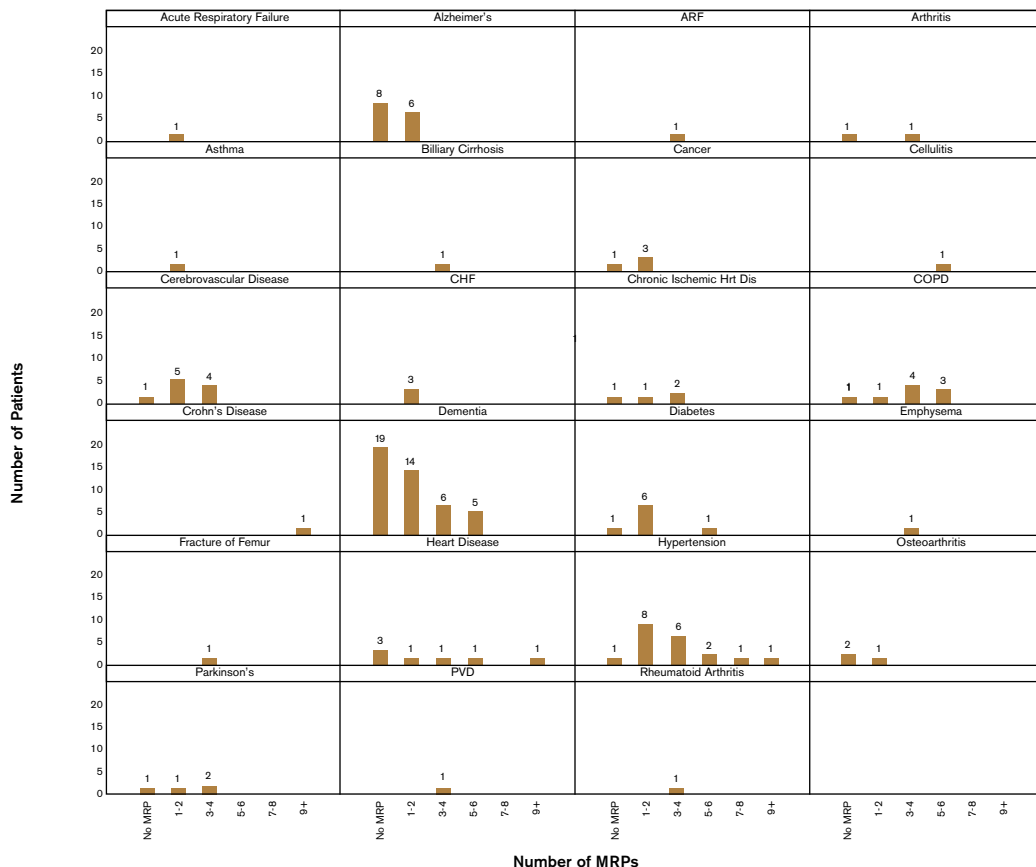 Acute Respiratory Failure Alzheimer's ARF Arthritis
20
15
10
5
0
1
8 6
1
1 1
Asthma Billiary Cirrhosis Cancer Cellulitis
20
15
10
5
0
1
1
1 3
1
Cerebrovascular Disease CHF Chronic Ischemic Hrt Dis COPD
20
15
10
5
0
1 5 4
3
1
1 1 2
1 1 4 3
Crohn's Disease Dementia Diabetes Emphysema
20
15
10
5
0
1
19 14 6 5
1 6 1
1
Fracture of Femur Heart Disease Hypertension Osteoarthritis
20
15
10
5
0
1
3 1 1 1 1
1 8 6 2 1 1
2 1
Parkinson's PVD Rheumatoid Arthritis
20
15
10
5
0
1 1 2
1
1
No MRP 1-2 3-4 5-6 7-8 9+
No MRP 1-2 3-4 5-6 7-8 9+
No MRP 1-2 3-4 5-6 7-8 9+
No MRP 1-2 3-4 5-6 7-8 9+
Number of Patients
Number of MRPs